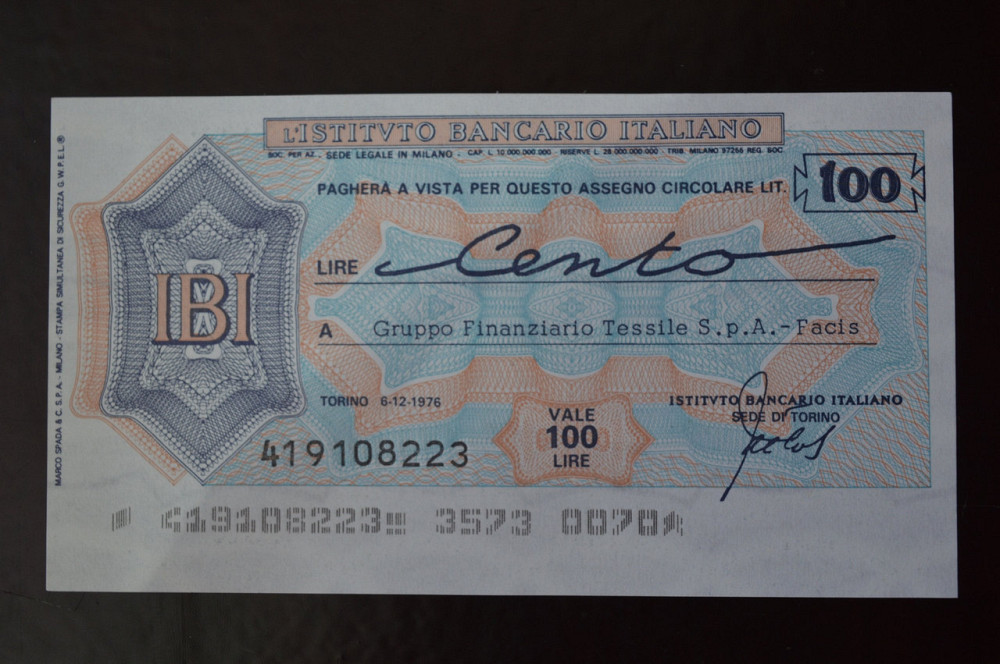 L'ISTITVTO BANCARIO ITALIANO
SOC. PER AZ. - SEDE LEGALE IN MILANO - CAP. L. 10.000.000.000 - RISERVE L. 28.000.000.000 - TRIB. MILANO 97256 REG. SOC.
PAGHERÀ A VISTA PER QUESTO ASSEGNO CIRCOLARE LIT. 100
LIRE Cento
A Gruppo Finanziario Tessile S.p.A.-Facis
IBI
TORINO 6-12-1976
ISTITVTO BANCARIO ITALIANO
SEDE DI TORINO
VALE
100
LIRE
419108223
419108223 3573 0070
MARCO SPADA & C. S.P.A. - MILANO - STAMPA SIMULTANEA DI SICUREZZA G.W.P.E.L.®